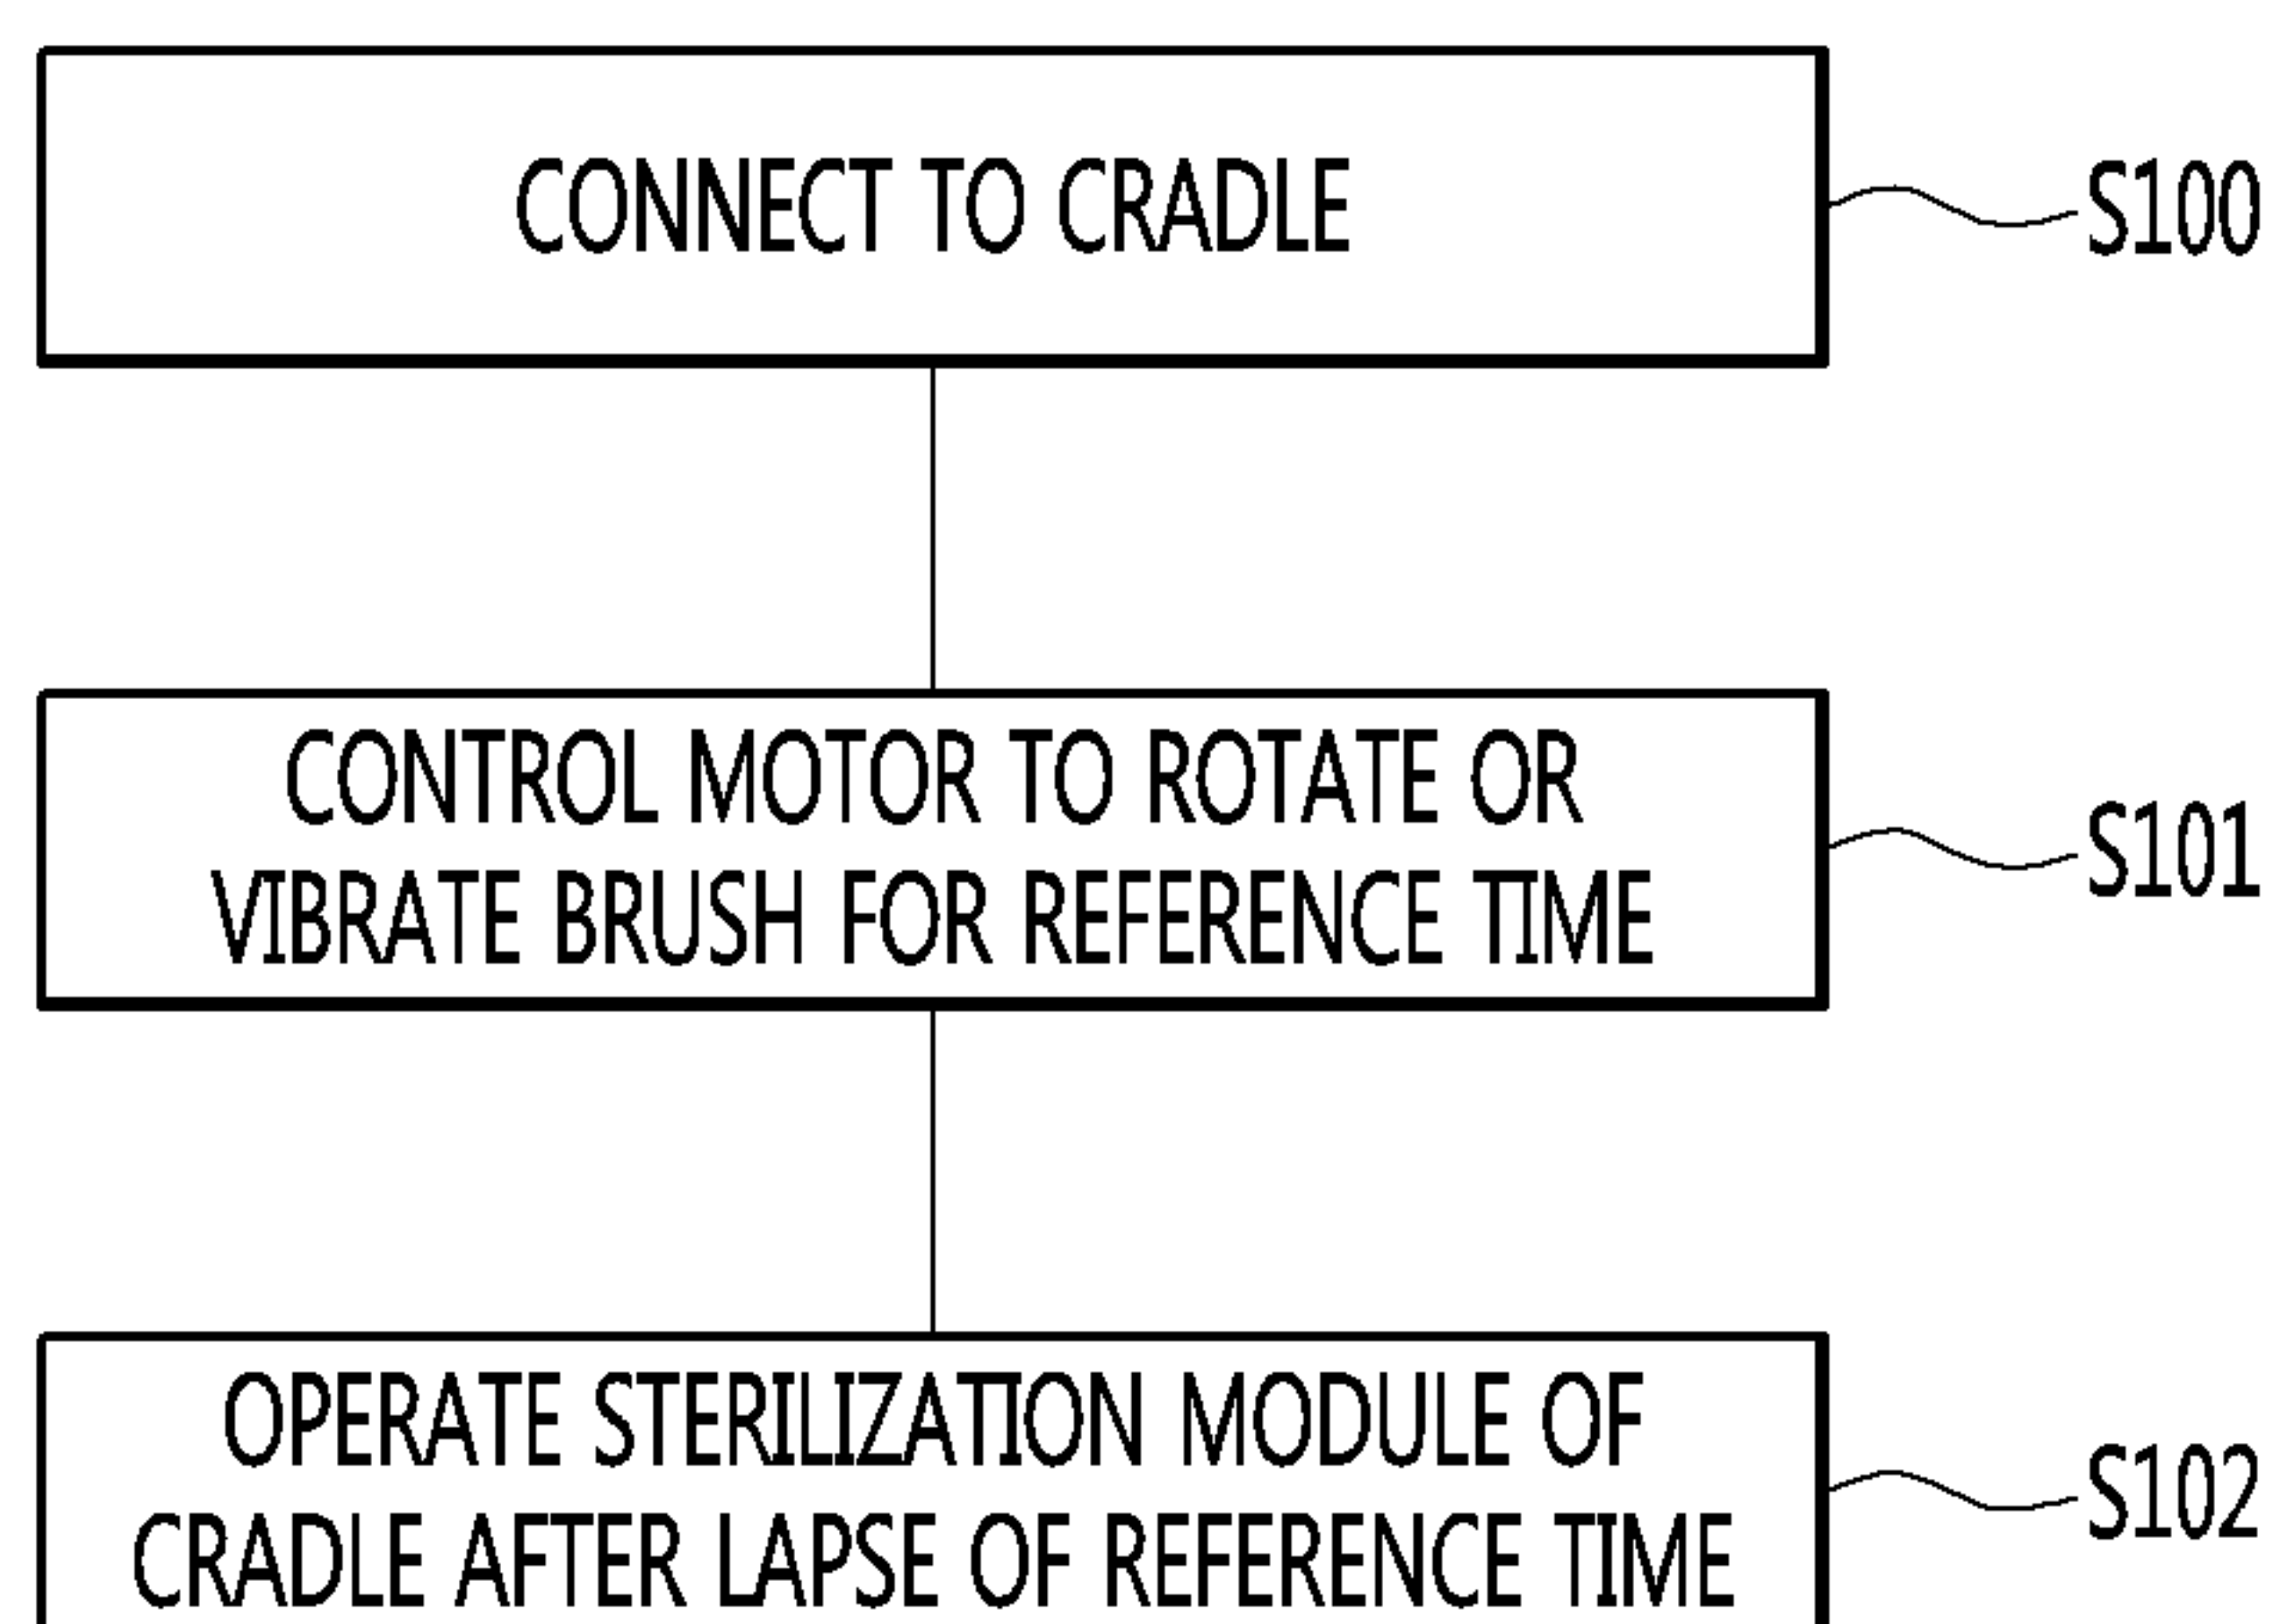 CONNECT TO CRADLE
S100
CONTROL MOTOR TO ROTATE OR
VIBRATE BRUSH FOR REFERENCE TIME
S101
OPERATE STERILIZATION MODULE OF
CRADLE AFTER LAPSE OF REFERENCE TIME
S102